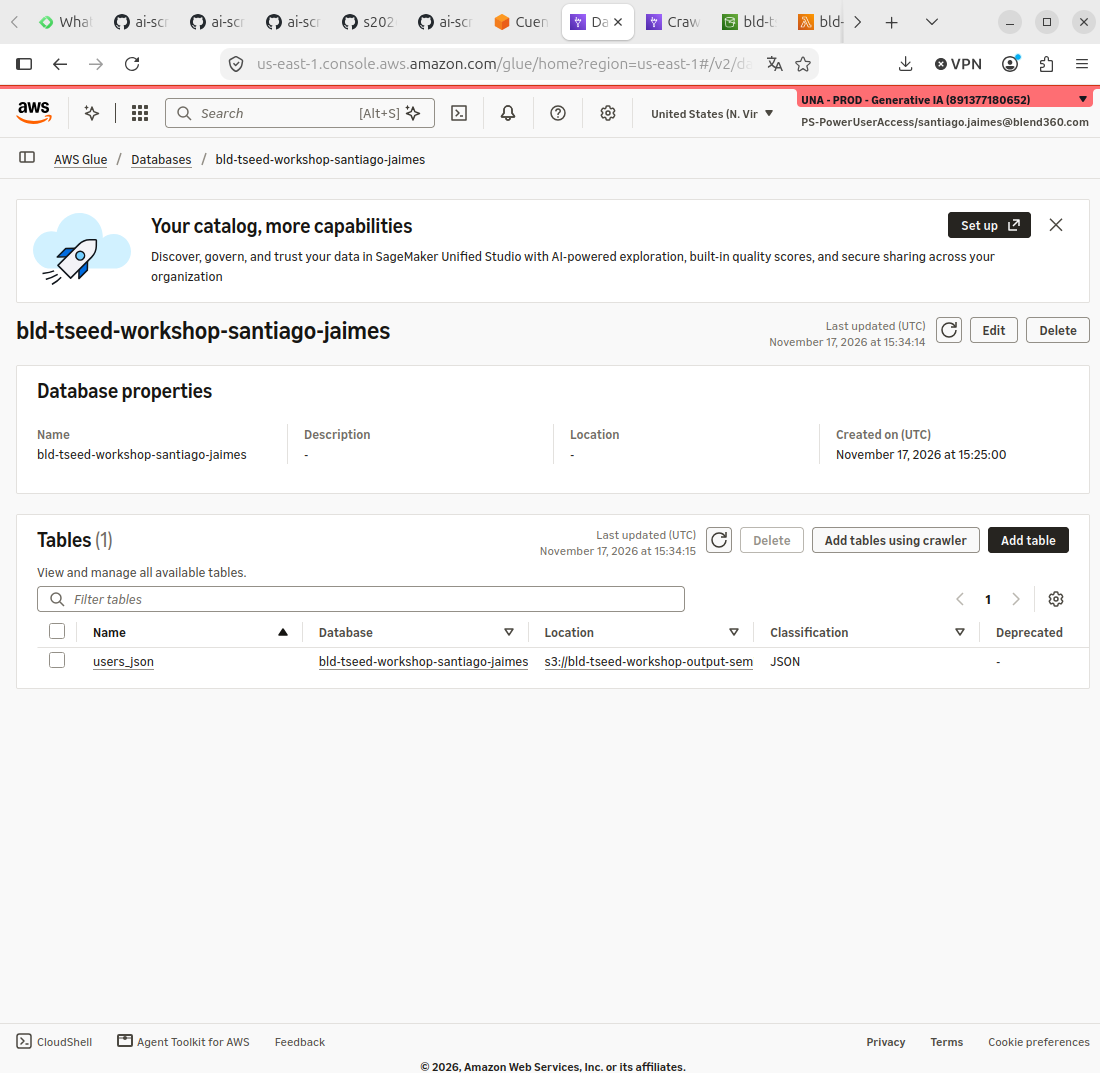 What
ai-scr
ai-scr
ai-scr
s202
ai-scr
Cuen
Da
Craw
bld-t
bld-
us-east-1.console.aws.amazon.com/glue/home?region=us-east-1#/v2/da
VPN
aws
Search
[Alt+S]
United States (N. Vir
UNA - PROD - Generative IA (891377180652)
PS-PowerUserAccess/santiago.jaimes@blend360.com
AWS Glue / Databases / bld-tseed-workshop-santiago-jaimes
Your catalog, more capabilities
Discover, govern, and trust your data in SageMaker Unified Studio with AI-powered exploration, built-in quality scores, and secure sharing across your
organization
Set up
bld-tseed-workshop-santiago-jaimes
Last updated (UTC)
November 17, 2026 at 15:34:14
Edit
Delete
Database properties
Name
bld-tseed-workshop-santiago-jaimes
Description
-
Location
-
Created on (UTC)
November 17, 2026 at 15:25:00
Tables (1)
Last updated (UTC)
November 17, 2026 at 15:34:15
Delete
Add tables using crawler
Add table
View and manage all available tables.
Filter tables
1
Name Database Location Classification Deprecated
users_json bld-tseed-workshop-santiago-jaimes s3://bld-tseed-workshop-output-sem JSON -
CloudShell Agent Toolkit for AWS Feedback Privacy Terms Cookie preferences
© 2026, Amazon Web Services, Inc. or its affiliates.